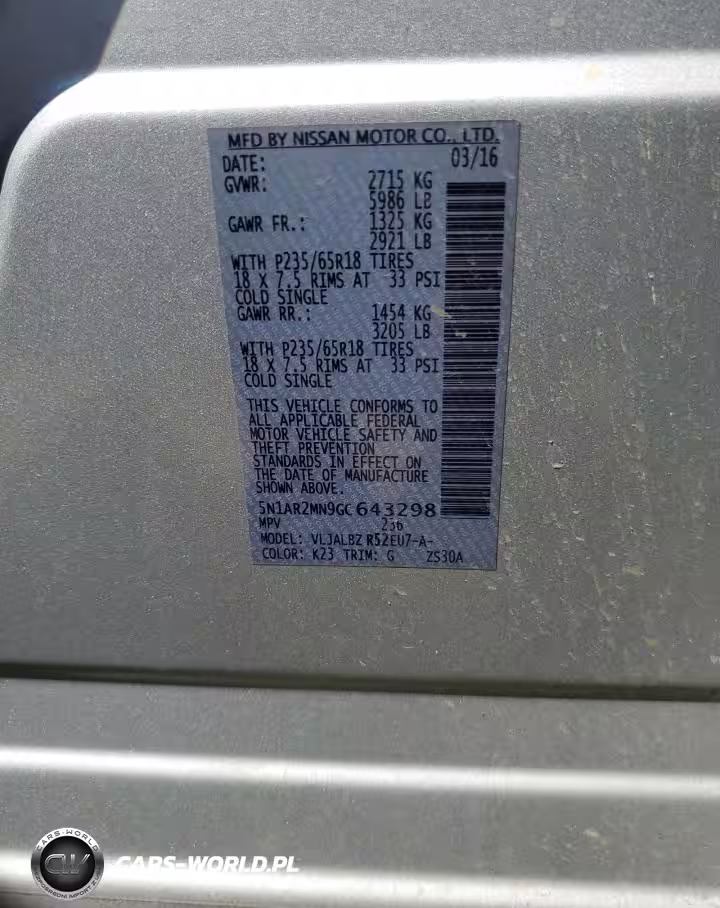 MFD BY NISSAN MOTOR CO., LTD.
DATE: 03/16
GVWR: 2715 KG
5986 LB
GAWR FR.: 1325 KG
2921 LB
WITH P235/65R18 TIRES
18 X 7.5 RIMS AT 33 PSI
COLD SINGLE
GAWR RR.: 1454 KG
3205 LB
WITH P235/65R18 TIRES
18 X 7.5 RIMS AT 33 PSI
COLD SINGLE
THIS VEHICLE CONFORMS TO
ALL APPLICABLE FEDERAL
MOTOR VEHICLE SAFETY AND
THEFT PREVENTION
STANDARDS IN EFFECT ON
THE DATE OF MANUFACTURE
SHOWN ABOVE.
5N1AR2MN9GC643298
MPV 236
MODEL: VLJALBZ R52EU7-A-
COLOR: K23 TRIM: G ZS30A
CARS-WORLD
CW
CARS-WORLD.PL